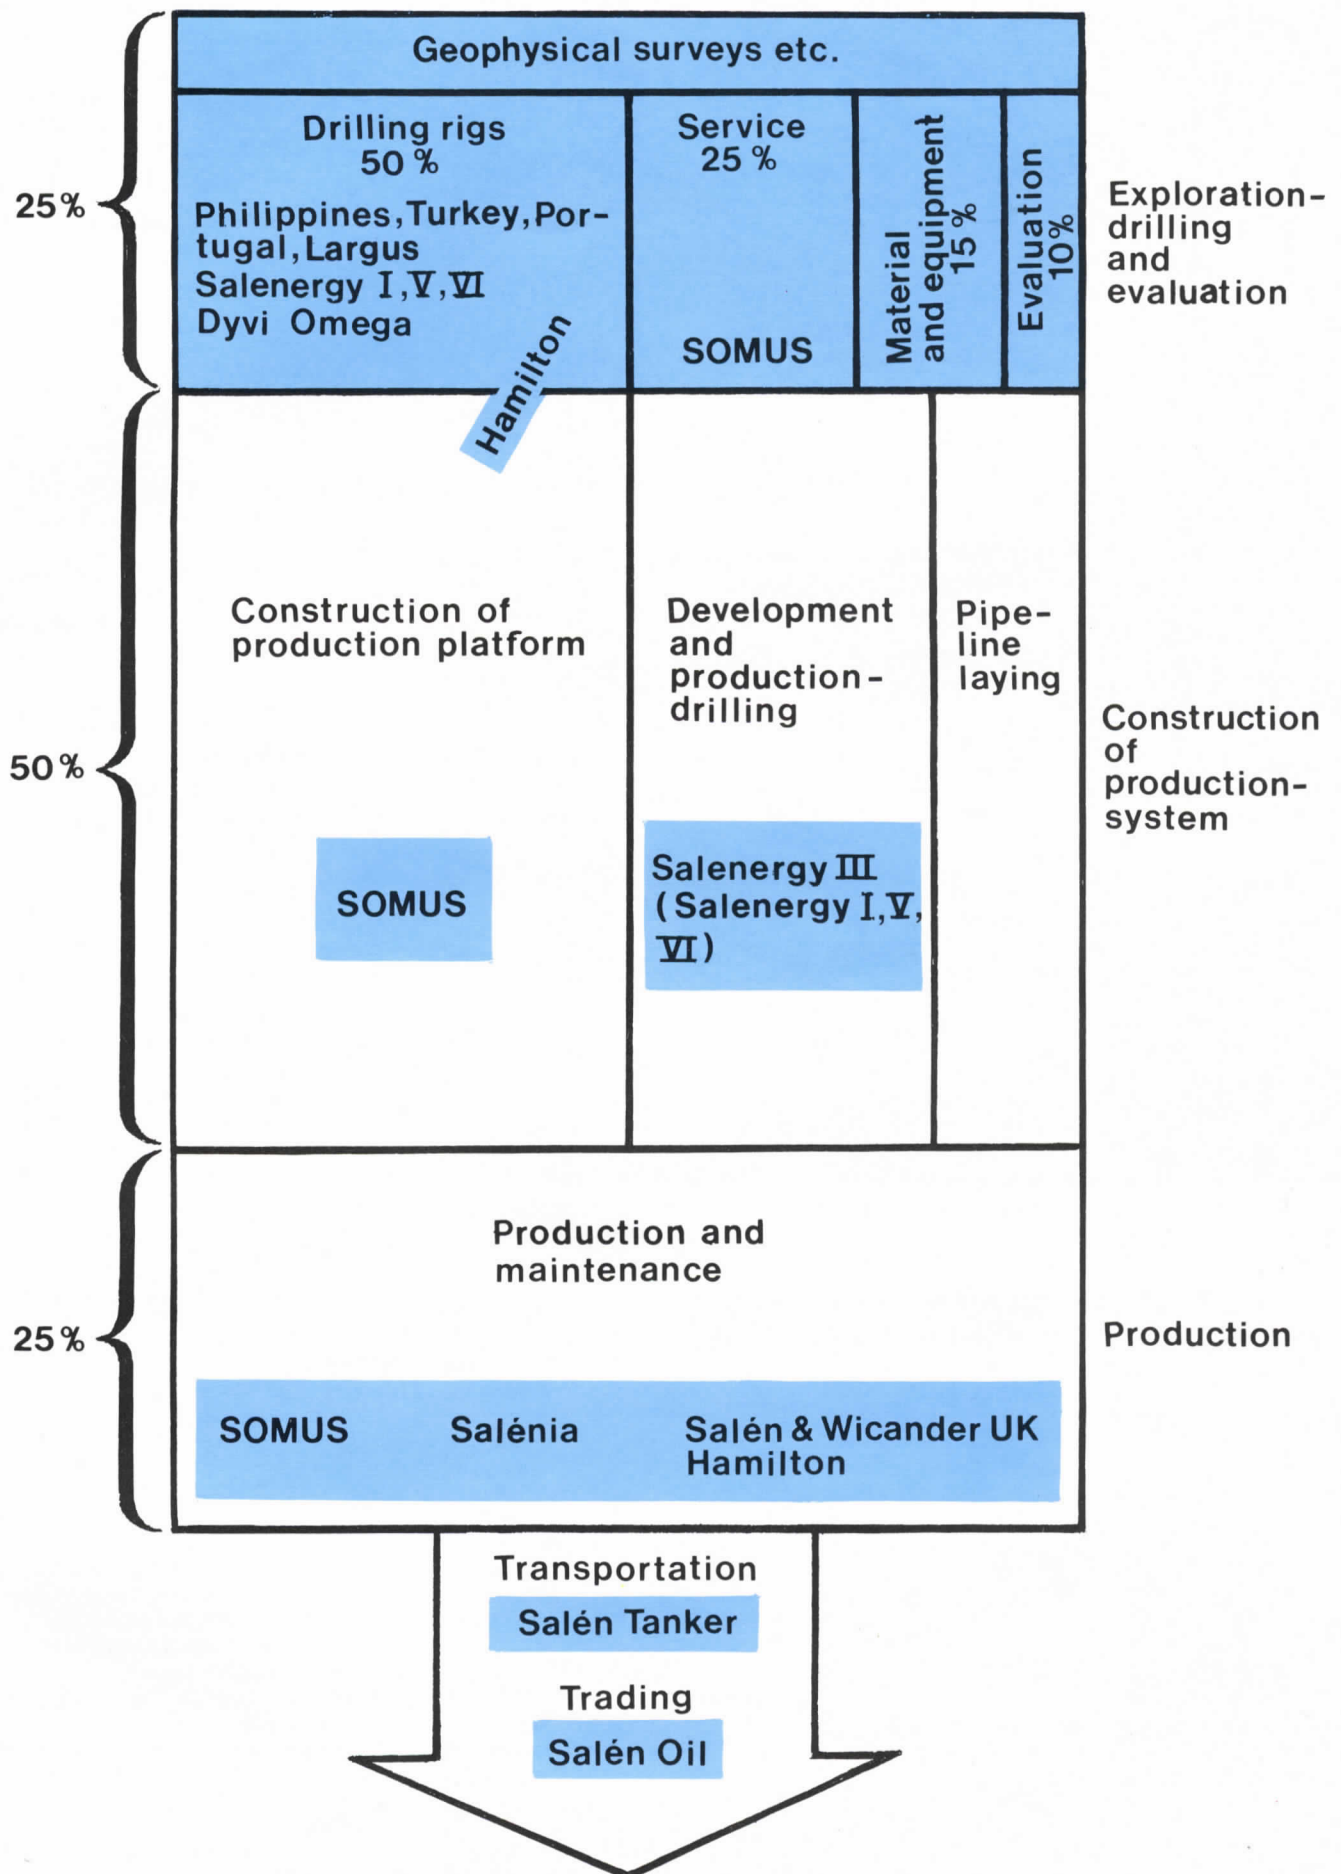 Geophysical surveys etc.
25%
Drilling rigs
50 %
Philippines, Turkey, Por-
tugal, Largus
Salenergy I, V, VI
Dyvi Omega
Hamilton
Service
25 %
SOMUS
Material
and equipment
15 %
Evaluation
10%
Exploration-
drilling
and
evaluation
50%
Construction of
production platform
SOMUS
Development
and
production-
drilling
Salenergy III
(Salenergy I, V,
VI)
Pipe-
line
laying
Construction
of
production-
system
25%
Production and
maintenance
SOMUS
Salénia
Salén & Wicander UK
Hamilton
Production
Transportation
Salén Tanker
Trading
Salén Oil